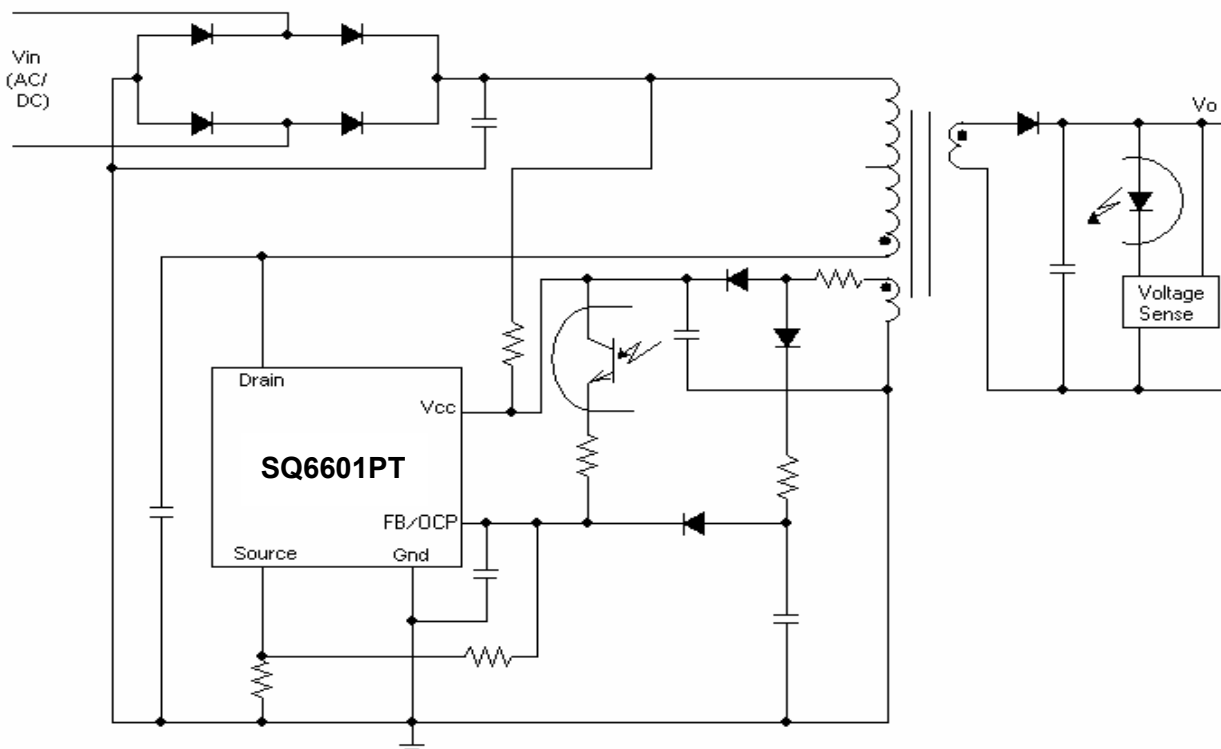 Vin
(AC/
DC)
Vo
Voltage
Sense
Drain
Vcc
SQ6601PT
FB/OCP
Source
Gnd